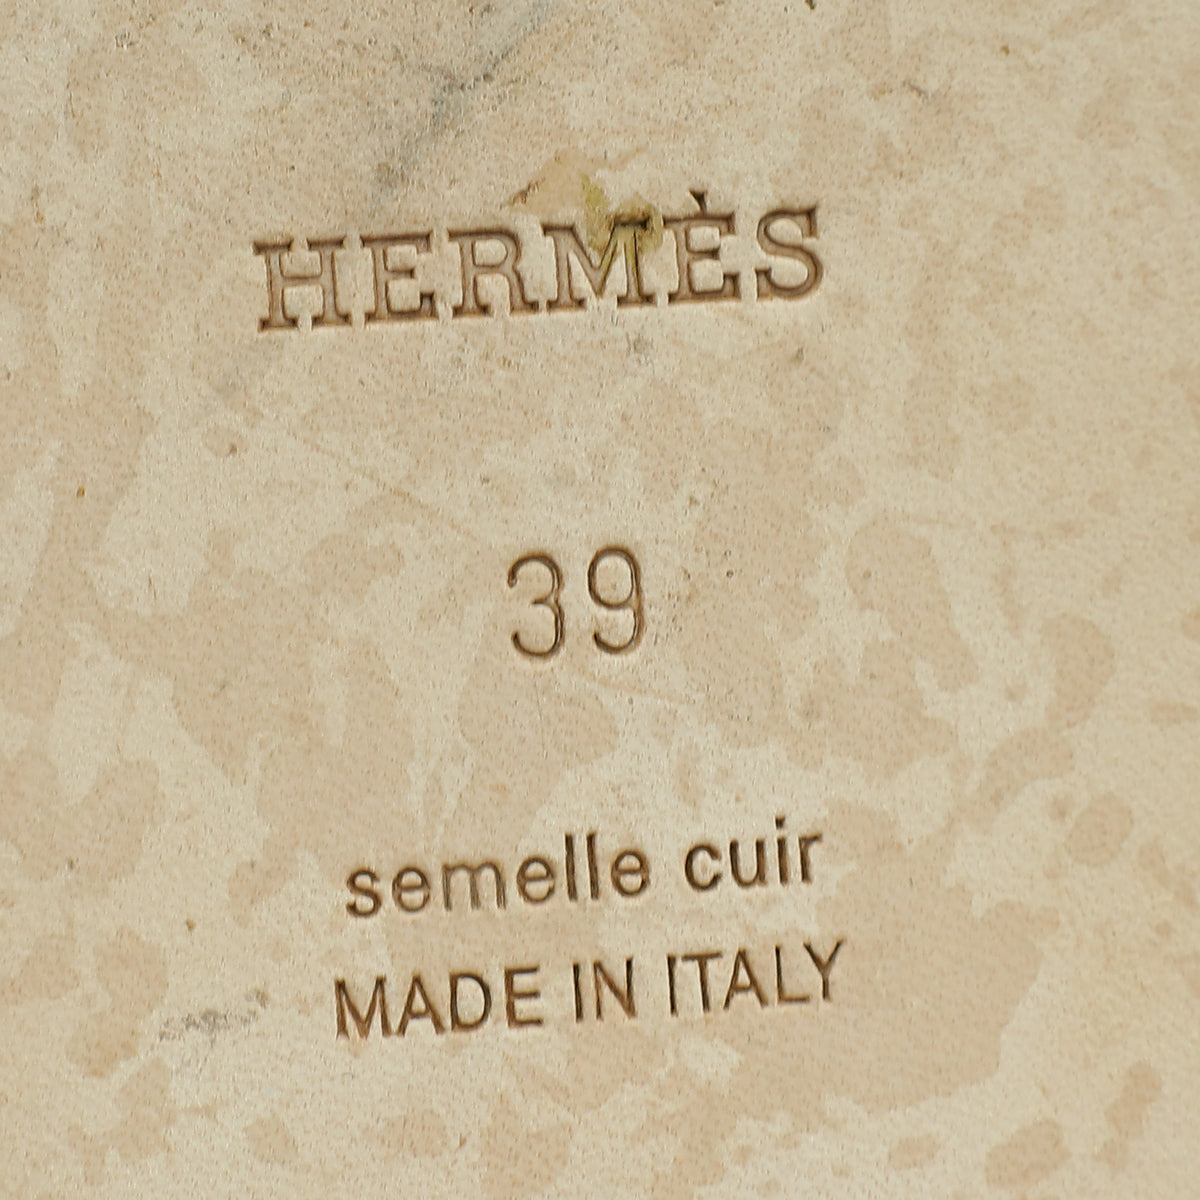 HERMÈS
39
semelle cuir
MADE IN ITALY